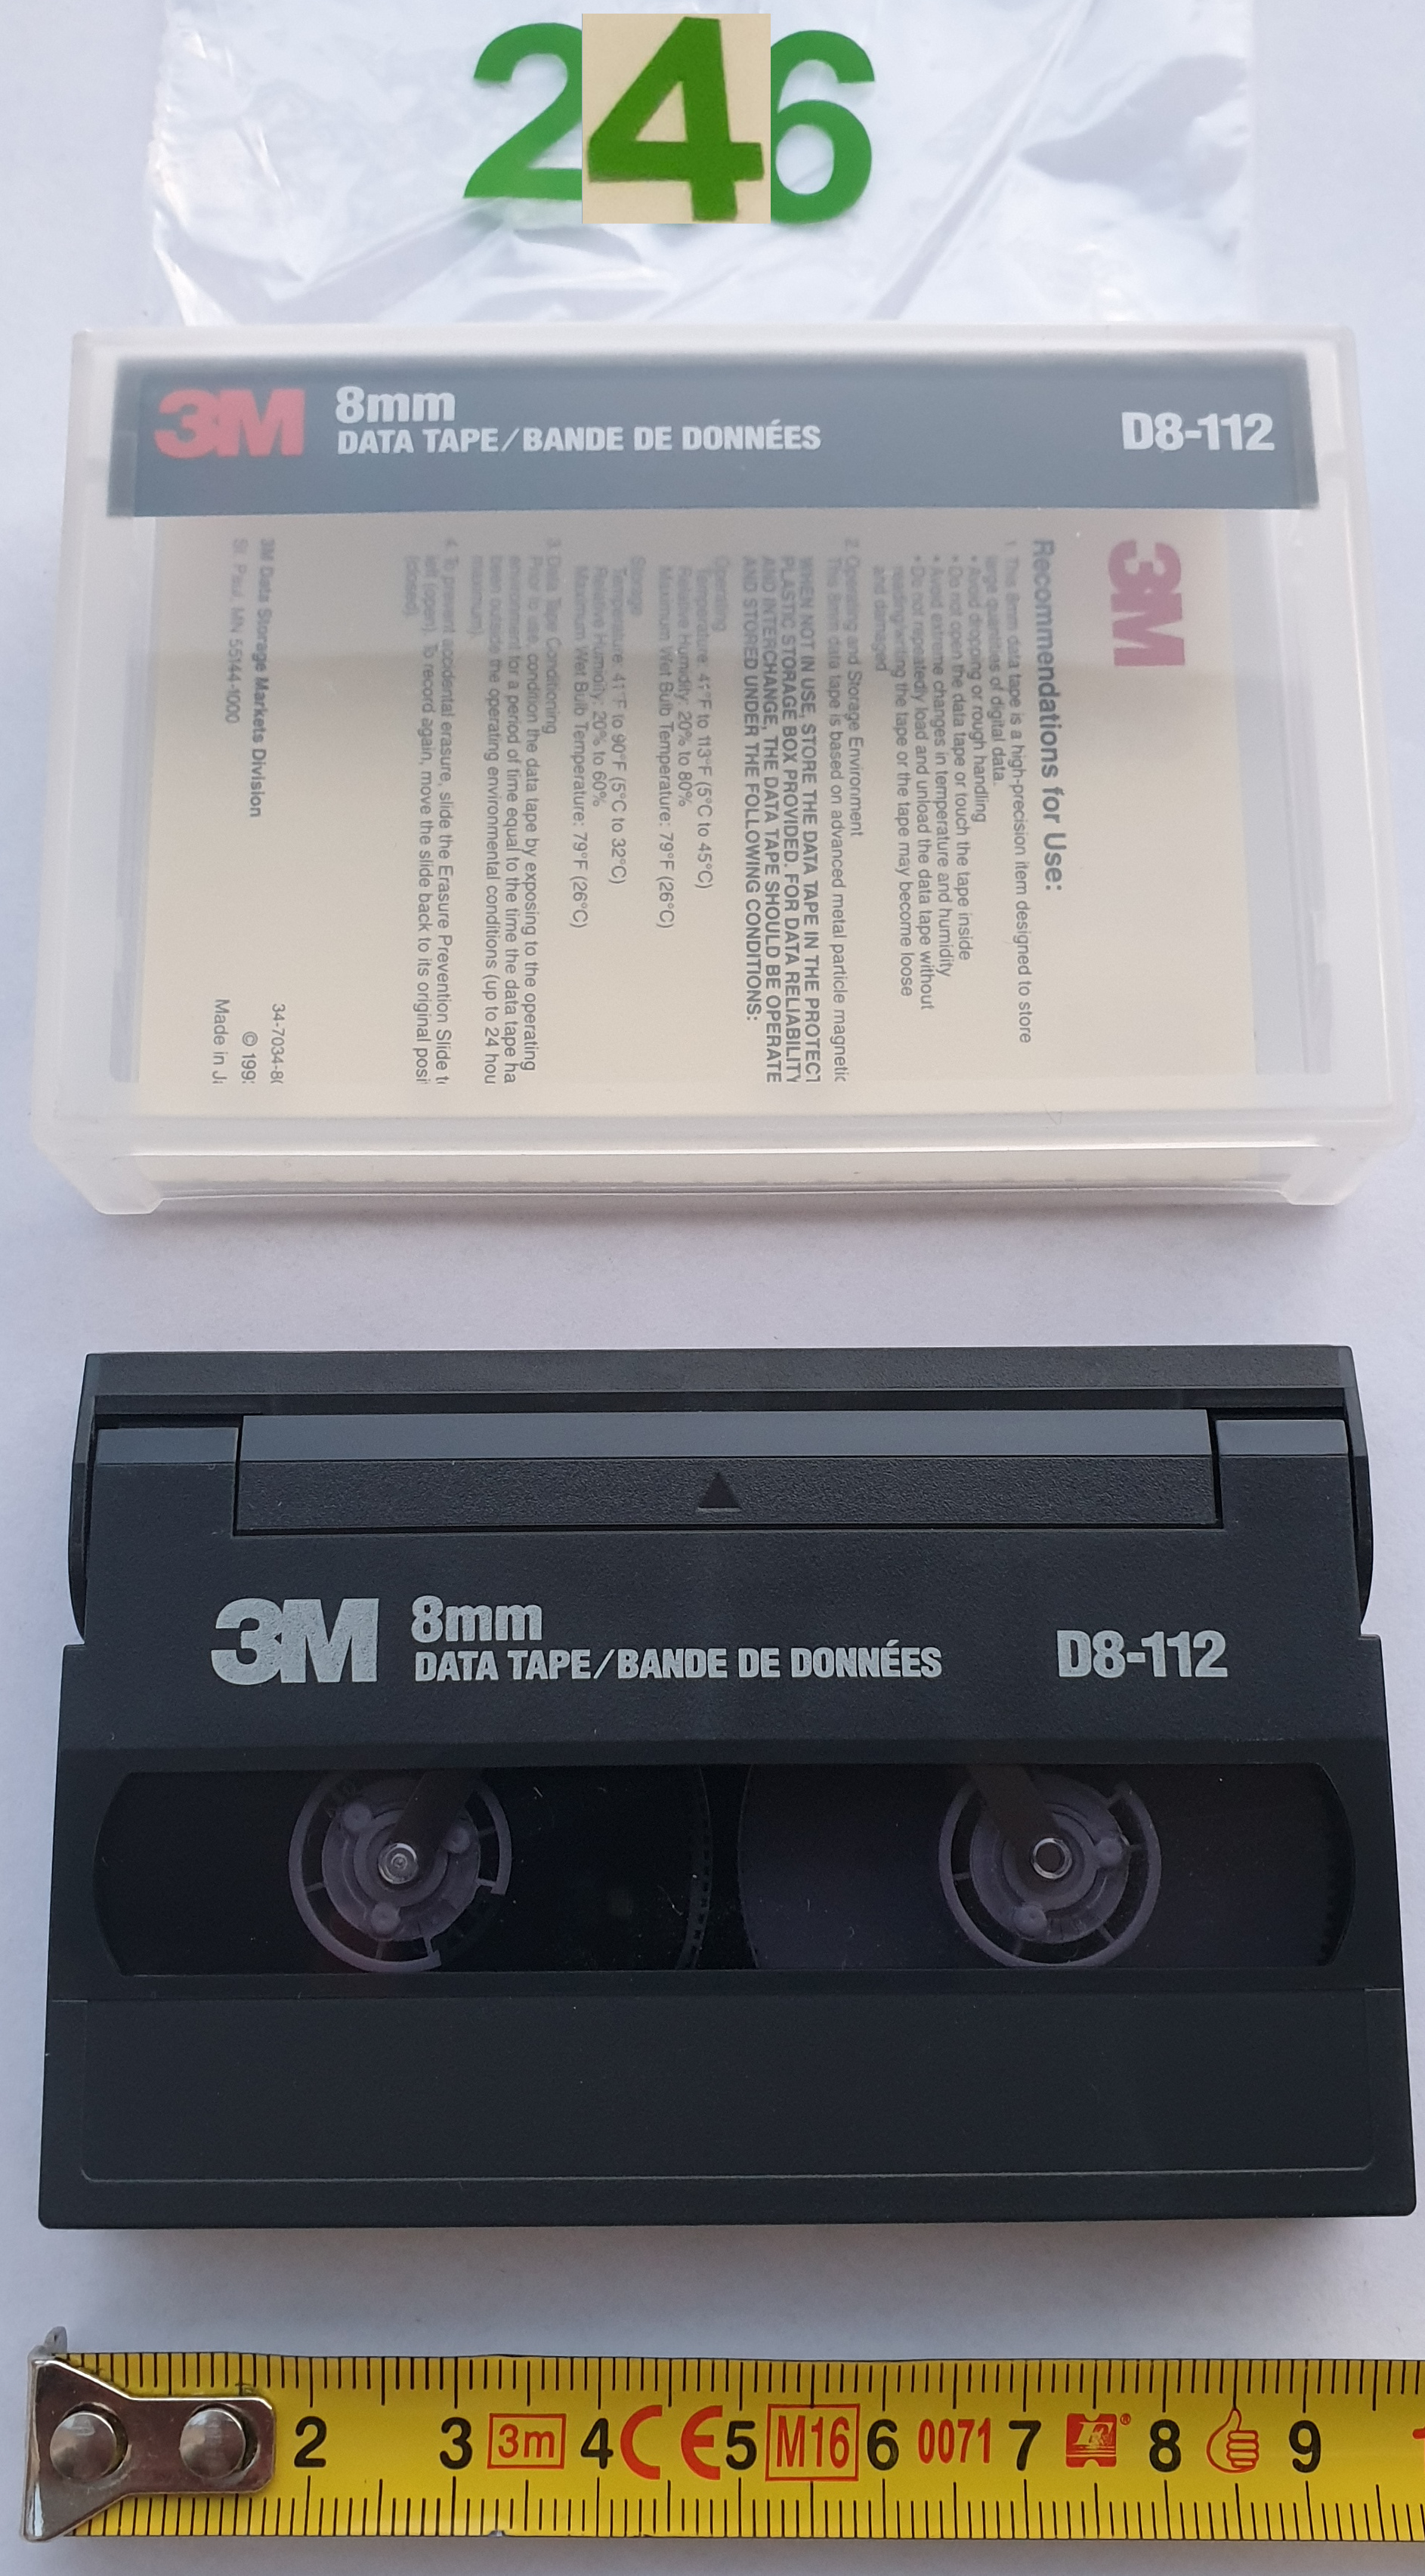 246
3M
8mm
DATA TAPE/BANDE DE DONNÉES
D8-112
3M
Recommendations for Use:
1. This 8mm data tape is a high-precision item designed to store
large quantities of digital data.
• Avoid dropping or rough handling
• Do not open the data tape or touch the tape inside
• Avoid extreme changes in temperature and humidity
• Do not repeatedly load and unload the data tape without
reading/writing the tape or the tape may become loose
and damaged
2. Operating and Storage Environment
This 8mm data tape is based on advanced metal particle magnetic
WHEN NOT IN USE, STORE THE DATA TAPE IN THE PROTECT
PLASTIC STORAGE BOX PROVIDED. FOR DATA RELIABILITY
AND INTERCHANGE, THE DATA TAPE SHOULD BE OPERATE
AND STORED UNDER THE FOLLOWING CONDITIONS:
Operating
Temperature: 41°F to 113°F (5°C to 45°C)
Relative Humidity: 20% to 80%
Maximum Wet Bulb Temperature: 79°F (26°C)
Storage
Temperature: 41°F to 90°F (5°C to 32°C)
Relative Humidity: 20% to 60%
Maximum Wet Bulb Temperature: 79°F (26°C)
3. Data Tape Conditioning
Prior to use, condition the data tape by exposing to the operating
environment for a period of time equal to the time the data tape ha
been outside the operating environmental conditions (up to 24 hou
maximum).
4. To prevent accidental erasure, slide the Erasure Prevention Slide t
left (open). To record again, move the slide back to its original posi
(closed).
3M Data Storage Markets Division
St. Paul, MN 55144-1000
34-7034-8
© 199
Made in J
3M
8mm
DATA TAPE/BANDE DE DONNÉES
D8-112
2 3 3m 4 CE 5 M16 6 0071 7 ® 8 9